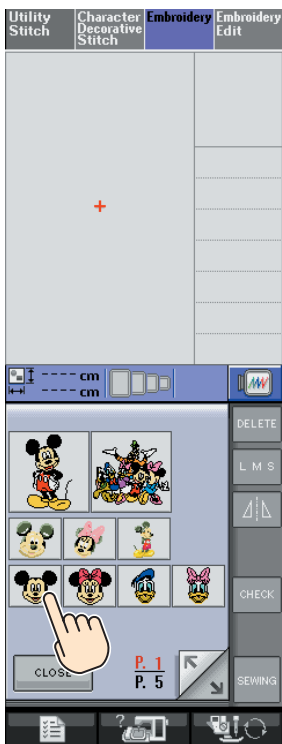 Utility Stitch
Character Decorative Stitch
Embroidery
Embroidery Edit
---- cm
---- cm
DELETE
L M S
CHECK
CLOSE
P. 1
P. 5
SEWING
?